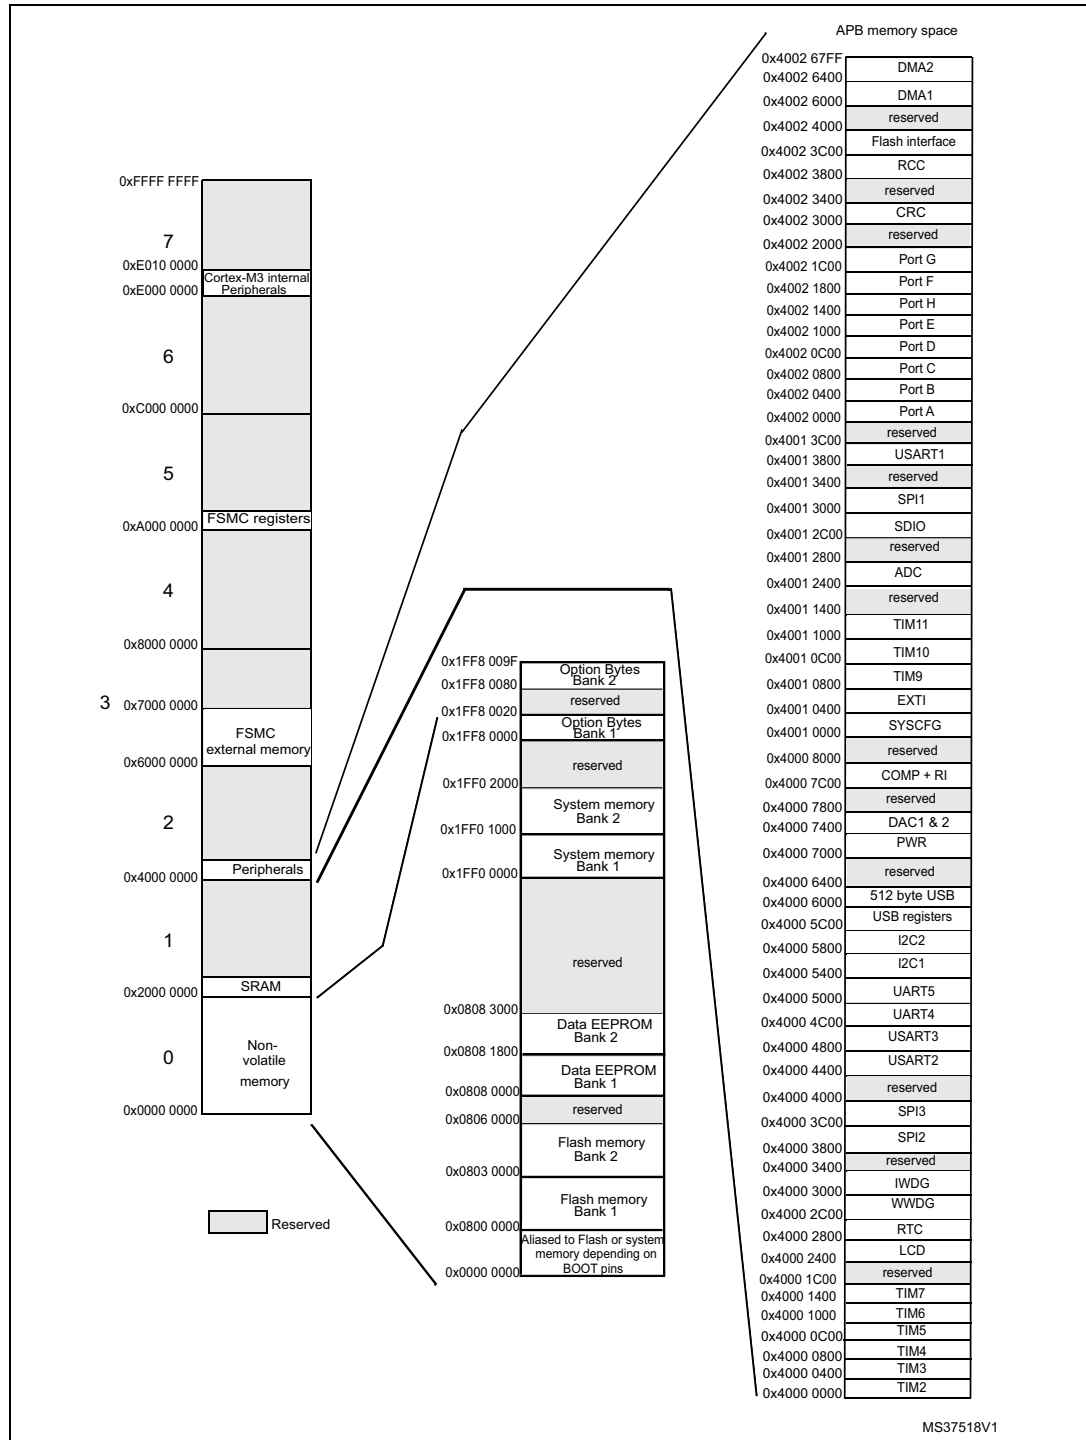 APB memory space
0xFFFF FFFF
7
0xE010 0000
Cortex-M3 internal
Peripherals
0xE000 0000
6
0xC000 0000
5
FSMC registers
0xA000 0000
4
0x8000 0000
3
0x7000 0000
FSMC
external memory
0x6000 0000
2
Peripherals
0x4000 0000
1
SRAM
0x2000 0000
0
Non-
volatile
memory
0x0000 0000
Reserved
0x1FF8 009F
Option Bytes
Bank 2
0x1FF8 0080
reserved
0x1FF8 0020
Option Bytes
Bank 1
0x1FF8 0000
reserved
0x1FF0 2000
System memory
Bank 2
0x1FF0 1000
System memory
Bank 1
0x1FF0 0000
reserved
0x0808 3000
Data EEPROM
Bank 2
0x0808 1800
Data EEPROM
Bank 1
0x0808 0000
reserved
0x0806 0000
Flash memory
Bank 2
0x0803 0000
Flash memory
Bank 1
0x0800 0000
Aliased to Flash or system
memory depending on
BOOT pins
0x0000 0000
0x4002 67FF
DMA2
0x4002 6400
DMA1
0x4002 6000
reserved
0x4002 4000
Flash interface
0x4002 3C00
RCC
0x4002 3800
reserved
0x4002 3400
CRC
0x4002 3000
reserved
0x4002 2000
Port G
0x4002 1C00
Port F
0x4002 1800
Port H
0x4002 1400
Port E
0x4002 1000
Port D
0x4002 0C00
Port C
0x4002 0800
Port B
0x4002 0400
Port A
0x4002 0000
reserved
0x4001 3C00
USART1
0x4001 3800
reserved
0x4001 3400
SPI1
0x4001 3000
SDIO
0x4001 2C00
reserved
0x4001 2800
ADC
0x4001 2400
reserved
0x4001 1400
TIM11
0x4001 1000
TIM10
0x4001 0C00
TIM9
0x4001 0800
EXTI
0x4001 0400
SYSCFG
0x4001 0000
reserved
0x4000 8000
COMP + RI
0x4000 7C00
reserved
0x4000 7800
DAC1 & 2
0x4000 7400
PWR
0x4000 7000
reserved
0x4000 6400
512 byte USB
0x4000 6000
USB registers
0x4000 5C00
I2C2
0x4000 5800
I2C1
0x4000 5400
UART5
0x4000 5000
UART4
0x4000 4C00
USART3
0x4000 4800
USART2
0x4000 4400
reserved
0x4000 4000
SPI3
0x4000 3C00
SPI2
0x4000 3800
reserved
0x4000 3400
IWDG
0x4000 3000
WWDG
0x4000 2C00
RTC
0x4000 2800
LCD
0x4000 2400
reserved
0x4000 1C00
TIM7
0x4000 1400
TIM6
0x4000 1000
TIM5
0x4000 0C00
TIM4
0x4000 0800
TIM3
0x4000 0400
TIM2
0x4000 0000
MS37518V1